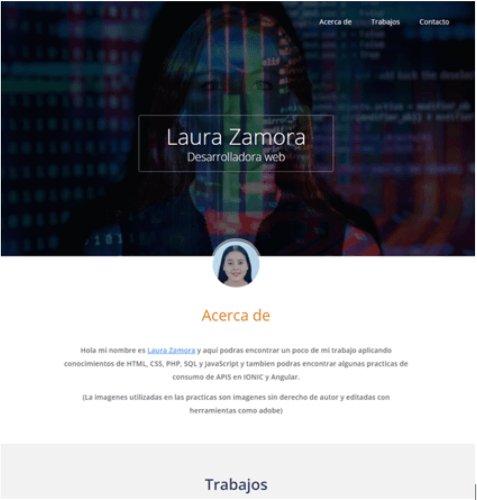 Acerca de Trabajos Contacto
Laura Zamora
Desarrolladora web
Acerca de
Hola mi nombre es Laura Zamora y aqui podras encontrar un poco de mi trabajo aplicando
conocimientos de HTML, CSS, PHP, SQL y JavaScript y tambien podras encontrar algunas practicas de
consumo de APIS en IONIC y Angular.
(La imagenes utilizadas en las practicas son imagenes sin derecho de autor y editadas con
herramientas como adobe)
Trabajos